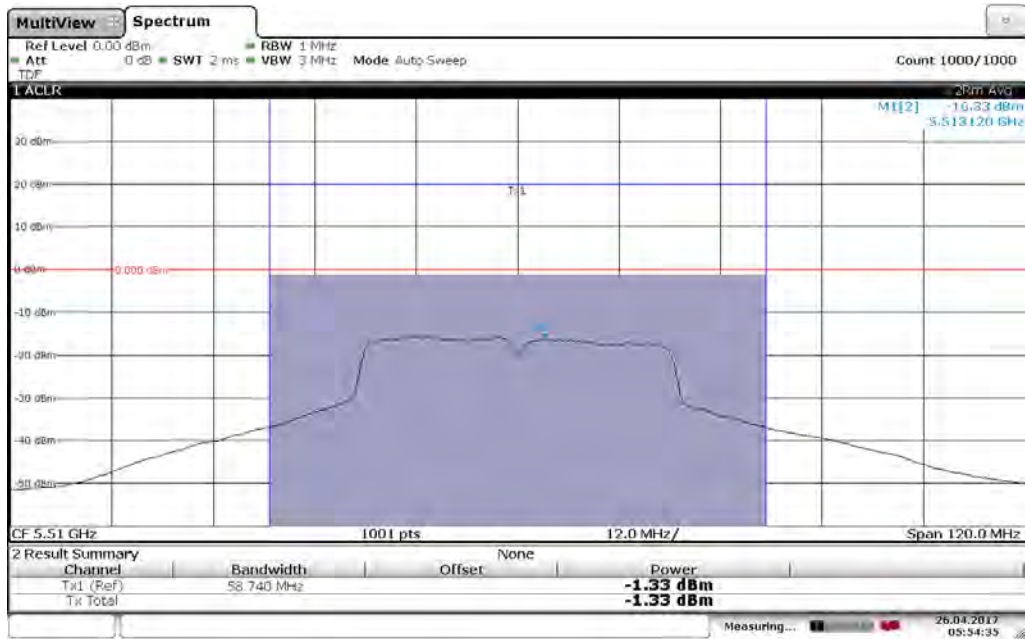 MultiView Spectrum
Ref Level 0.00 dBm RBW 1 MHz
Att 0 dB SWT 2 ms VBW 3 MHz Mode Auto Sweep Count 1000/1000
TDF
1 ACLR 2Rm Avg
M1[2] -16.33 dBm
5.513120 GHz
30 dBm
20 dBm
Tx1
10 dBm
0 dBm 0.000 dBm
-10 dBm
-20 dBm
-30 dBm
-40 dBm
-50 dBm
CF 5.51 GHz 1001 pts 12.0 MHz/ Span 120.0 MHz
2 Result Summary None
Channel Bandwidth Offset Power
Tx1 (Ref) 58.740 MHz -1.33 dBm
Tx Total -1.33 dBm
Measuring... 26.04.2017
05:54:35